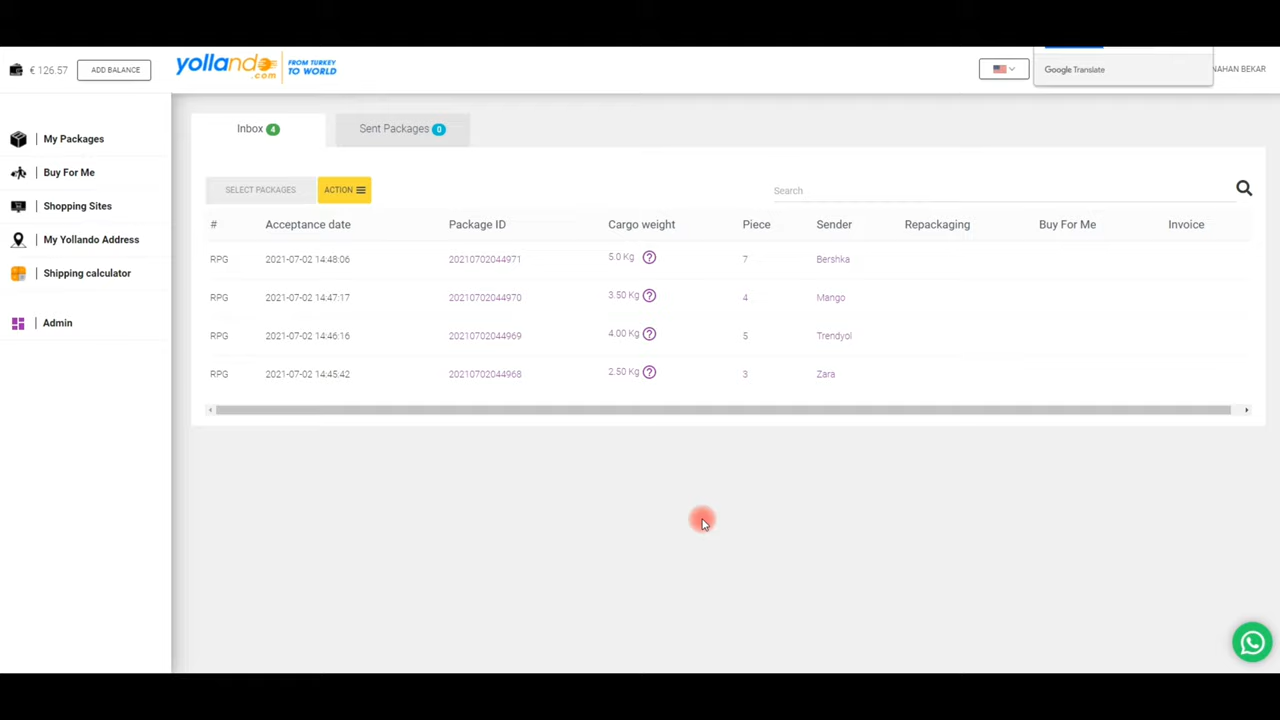 € 126.57 ADD BALANCE
yollando .com FROM TURKEY TO WORLD
Google Translate
NAHAN BEKAR
My Packages
Buy For Me
Shopping Sites
My Yollando Address
Shipping calculator
Admin
Inbox 4 Sent Packages 0
SELECT PACKAGES ACTION Search
# Acceptance date Package ID Cargo weight Piece Sender Repackaging Buy For Me Invoice
RPG 2021-07-02 14:48:06 20210702044971 5.0 Kg ? 7 Bershka
RPG 2021-07-02 14:47:17 20210702044970 3.50 Kg ? 4 Mango
RPG 2021-07-02 14:46:16 20210702044969 4.00 Kg ? 5 Trendyol
RPG 2021-07-02 14:45:42 20210702044968 2.50 Kg ? 3 Zara